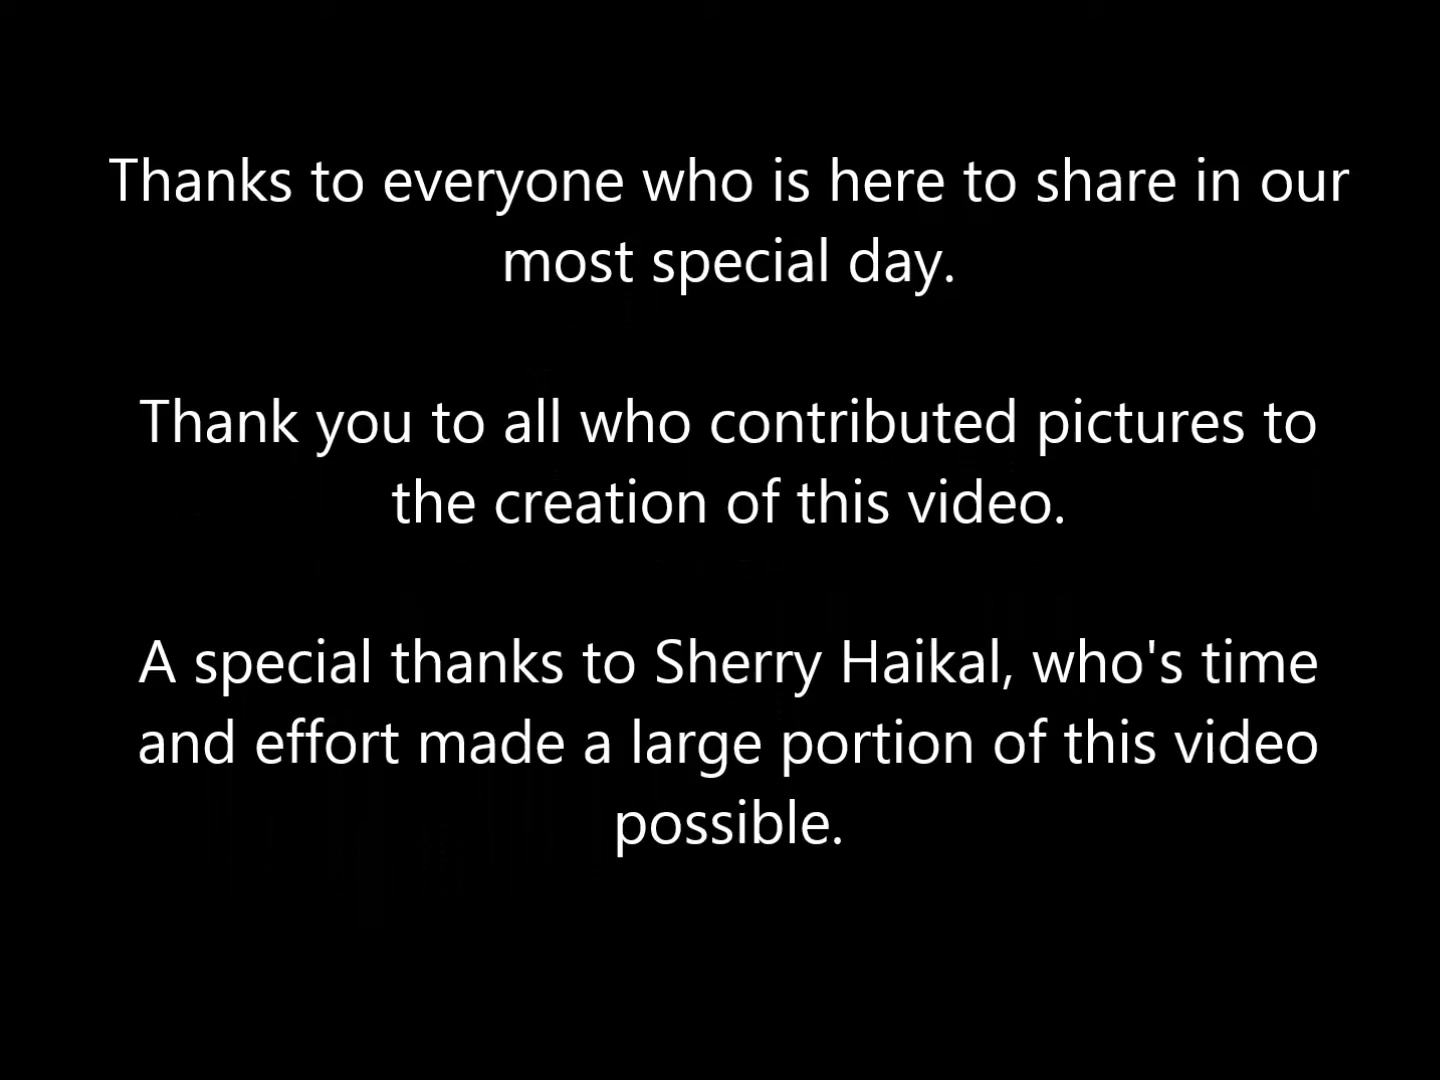 Thanks to everyone who is here to share in our
most special day.
Thank you to all who contributed pictures to
the creation of this video.
A special thanks to Sherry Haikal, who's time
and effort made a large portion of this video
possible.